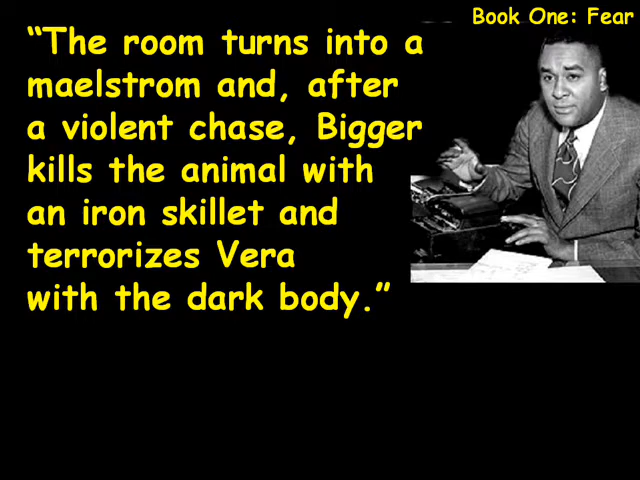 Book One: Fear
“The room turns into a
maelstrom and, after
a violent chase, Bigger
kills the animal with
an iron skillet and
terrorizes Vera
with the dark body.”